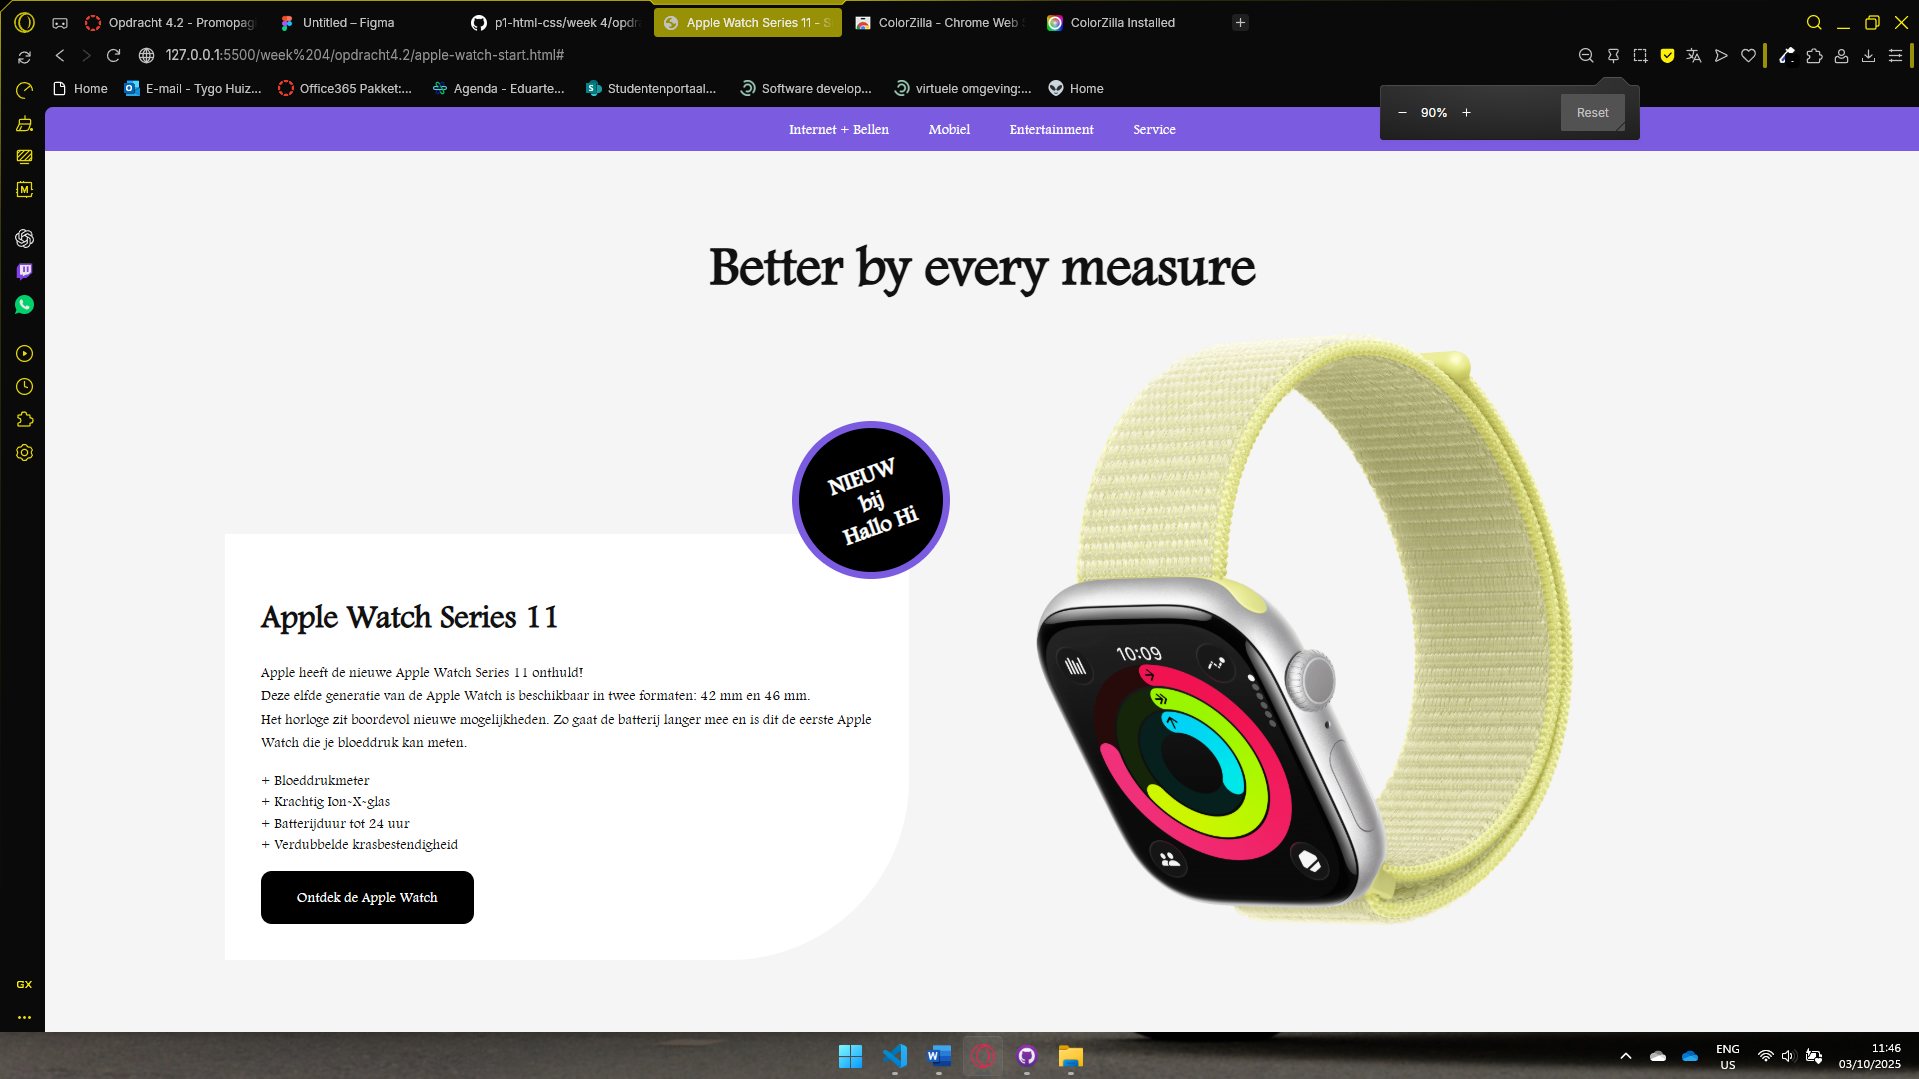 Opdracht 4.2 - Promopag
Untitled – Figma
p1-html-css/week 4/opdr
Apple Watch Series 11 - S
ColorZilla - Chrome Web S
ColorZilla Installed
127.0.0.1:5500/week%204/opdracht4.2/apple-watch-start.html#
Home
E-mail - Tygo Huiz...
Office365 Pakket:...
Agenda - Eduarte...
Studentenportaal...
Software develop...
virtuele omgeving:...
Home
90%
Reset
Internet + Bellen
Mobiel
Entertainment
Service
Better by every measure
NIEUW
bij
Hallo Hi
Apple Watch Series 11
Apple heeft de nieuwe Apple Watch Series 11 onthuld!
Deze elfde generatie van de Apple Watch is beschikbaar in twee formaten: 42 mm en 46 mm.
Het horloge zit boordevol nieuwe mogelijkheden. Zo gaat de batterij langer mee en is dit de eerste Apple
Watch die je bloeddruk kan meten.
+ Bloeddrukmeter
+ Krachtig Ion-X-glas
+ Batterijduur tot 24 uur
+ Verdubbelde krasbestendigheid
Ontdek de Apple Watch
10:09
GX
ENG
US
11:46
03/10/2025